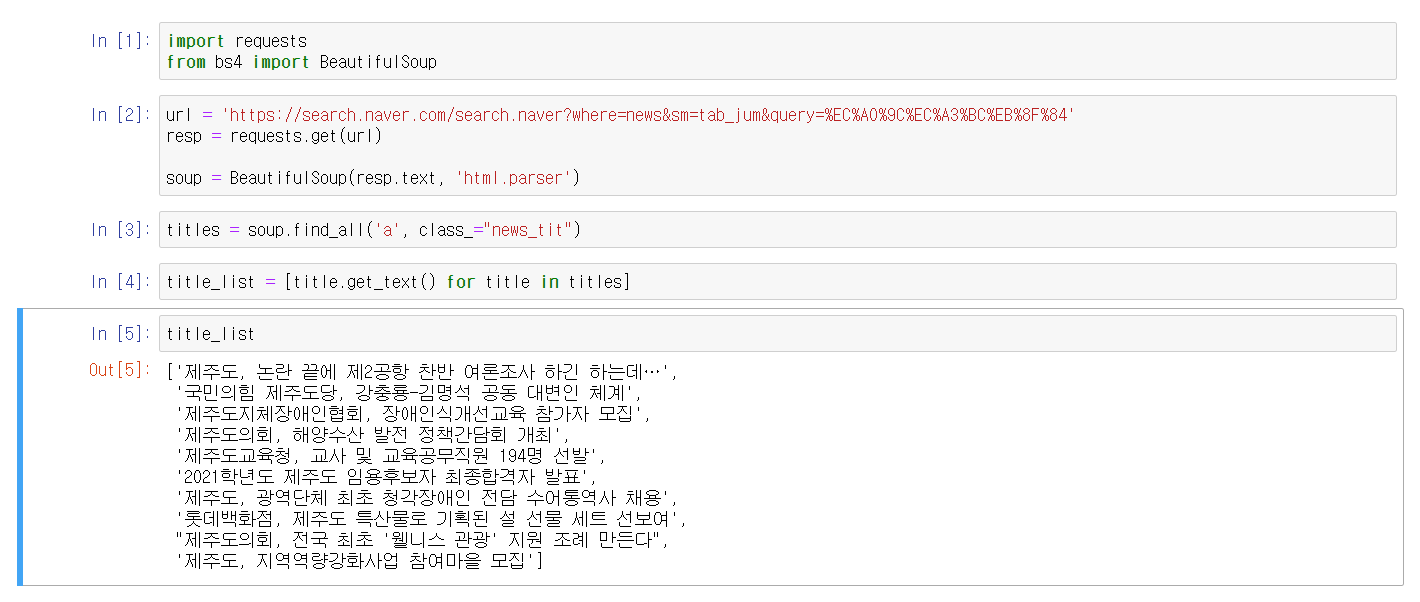 In [1]: import requests
from bs4 import BeautifulSoup
In [2]: url = 'https://search.naver.com/search.naver?where=news&sm=tab_jum&query=%EC%A0%9C%EC%A3%BC%EB%8F%84'
resp = requests.get(url)
soup = BeautifulSoup(resp.text, 'html.parser')
In [3]: titles = soup.find_all('a', class_="news_tit")
In [4]: title_list = [title.get_text() for title in titles]
In [5]: title_list
Out[5]: ['제주도, 논란 끝에 제2공항 찬반 여론조사 하긴 하는데…',
'국민의힘 제주도당, 강충룡-김명석 공동 대변인 체계',
'제주도지체장애인협회, 장애인식개선교육 참가자 모집',
'제주도의회, 해양수산 발전 정책간담회 개최',
'제주도교육청, 교사 및 교육공무직원 194명 선발',
'2021학년도 제주도 임용후보자 최종합격자 발표',
'제주도, 광역단체 최초 청각장애인 전담 수어통역사 채용',
'롯데백화점, 제주도 특산물로 기획된 설 선물 세트 선보여',
"제주도의회, 전국 최초 '웰니스 관광' 지원 조례 만든다",
'제주도, 지역역량강화사업 참여마을 모집']